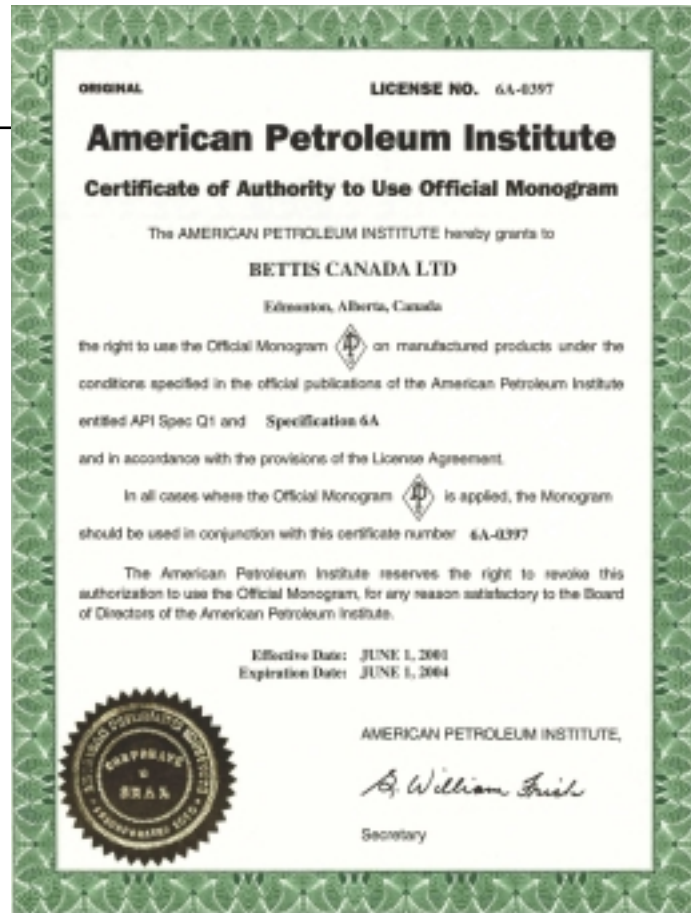 ORIGINAL LICENSE NO. 6A-0397
American Petroleum Institute
Certificate of Authority to Use Official Monogram
The AMERICAN PETROLEUM INSTITUTE hereby grants to
BETTIS CANADA LTD
Edmonton, Alberta, Canada
the right to use the Official Monogram API on manufactured products under the
conditions specified in the official publications of the American Petroleum Institute
entitled API Spec Q1 and Specification 6A
and in accordance with the provisions of the License Agreement.
In all cases where the Official Monogram API is applied, the Monogram
should be used in conjunction with this certificate number 6A-0397
The American Petroleum Institute reserves the right to revoke this
authorization to use the Official Monogram, for any reason satisfactory to the Board
of Directors of the American Petroleum Institute.
Effective Date: JUNE 1, 2001
Expiration Date: JUNE 1, 2004
AMERICAN PETROLEUM INSTITUTE,
CORPORATE
SEAL
William
Secretary